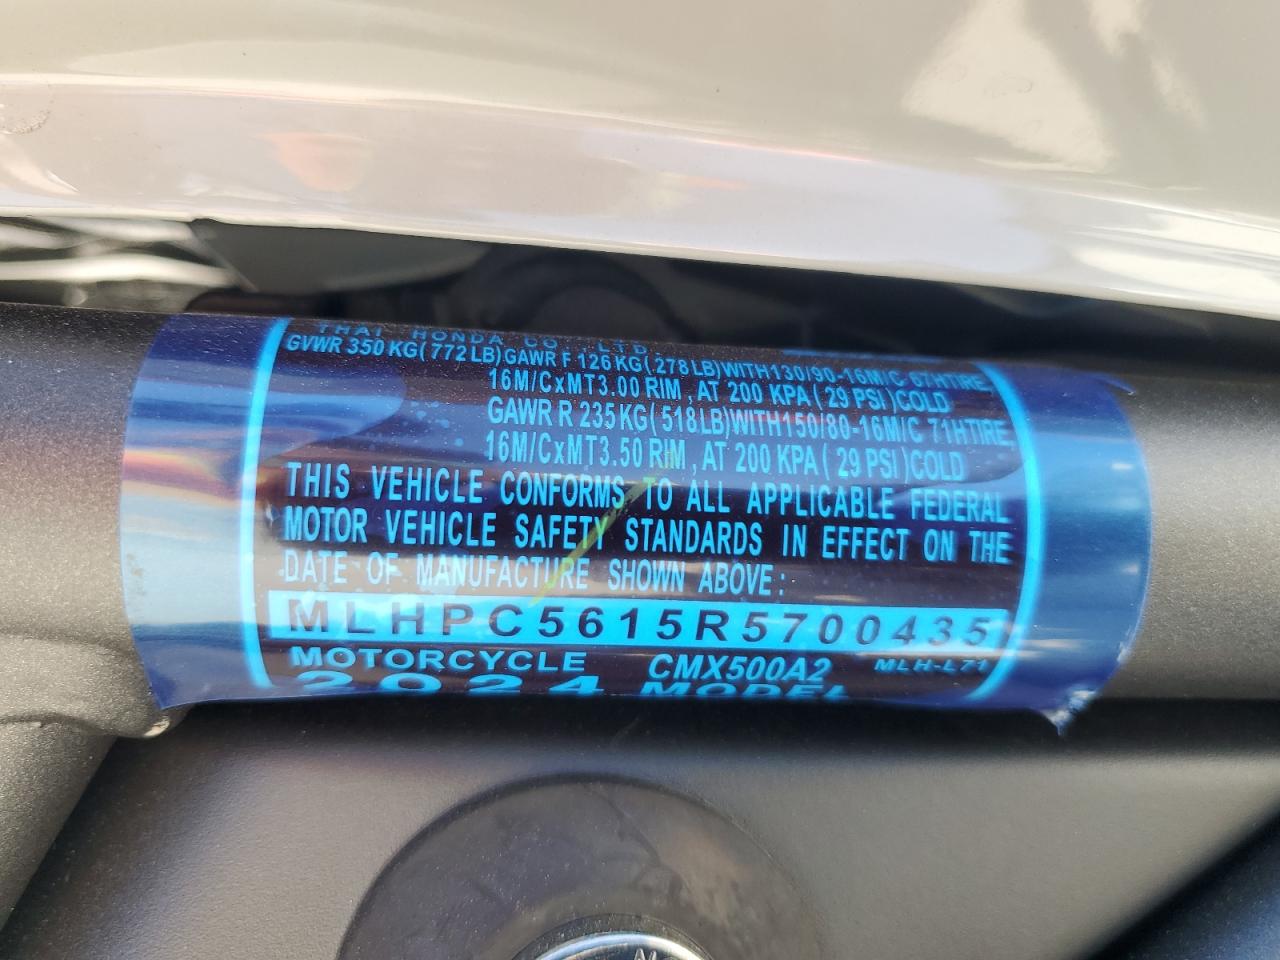 THAI HONDA CO., LTD.
GVWR 350 KG( 772 LB) GAWR F 126 KG( .278 LB)WITH130/90-16M/C 67HTIRE
16M/CxMT3.00 RIM , AT 200 KPA ( 29 PSI )COLD
GAWR R 235 KG( 518LB)WITH150/80-16M/C 71HTIRE,
16M/CxMT3.50 RIM , AT 200 KPA ( 29 PSI )COLD
THIS VEHICLE CONFORMS TO ALL APPLICABLE FEDERAL
MOTOR VEHICLE SAFETY STANDARDS IN EFFECT ON THE
DATE OF MANUFACTURE SHOWN ABOVE :
MLHPC5615R5700435
MOTORCYCLE CMX500A2 MLH-L71
2024 MODEL